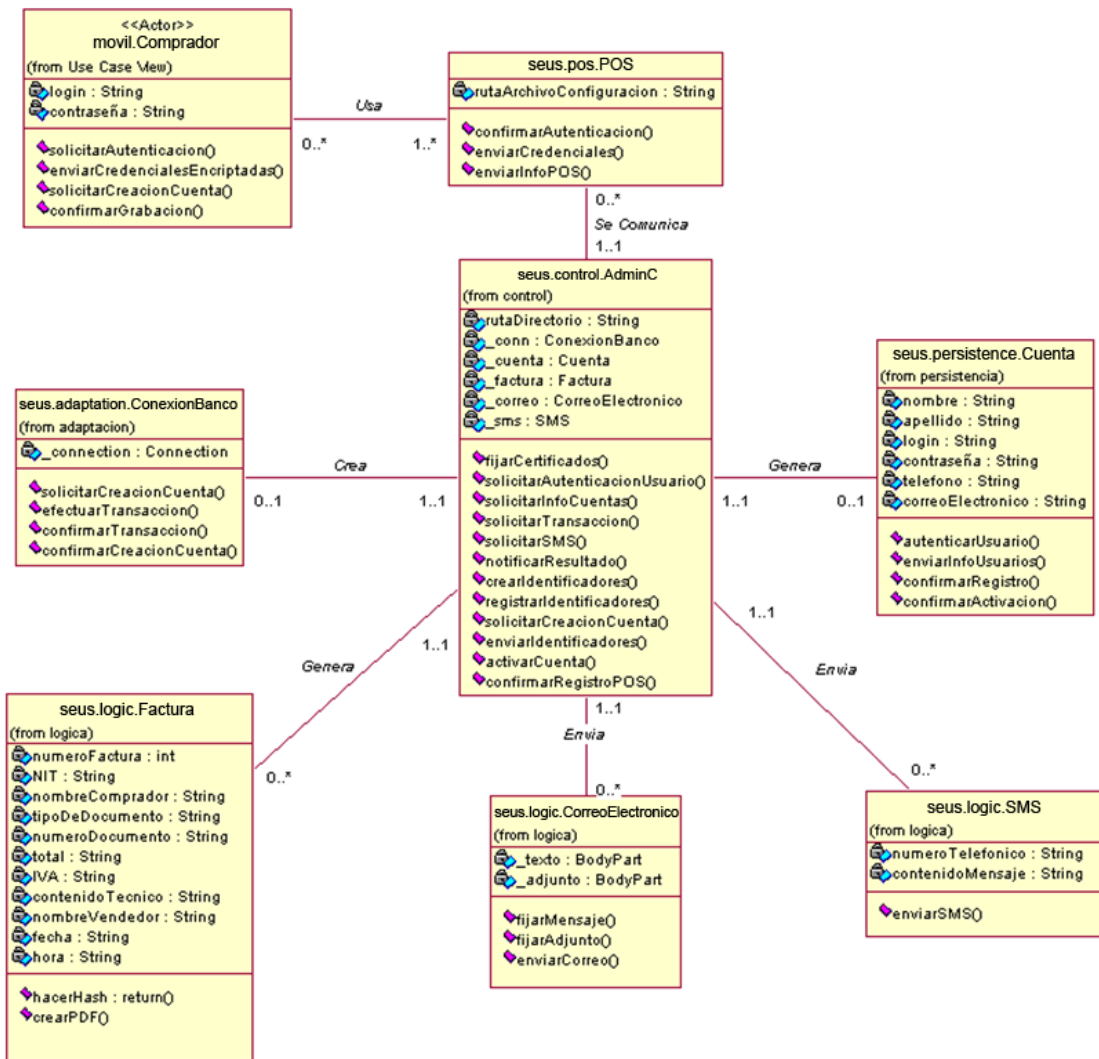 <<Actor>>
movil.Comprador
(from Use Case View)
login : String
contraseña : String
solicitarAutenticacion()
enviarCredencialesEncriptadas()
solicitarCreacionCuenta()
confirmarGrabacion()
Usa
0..*
1..*
seus.pos.POS
rutaArchivoConfiguracion : String
confirmarAutenticacion()
enviarCredenciales()
enviarInfoPOS()
0..*
Se Comunica
1..1
seus.control.AdminC
(from control)
rutaDirectorio : String
_conn : ConexionBanco
_cuenta : Cuenta
_factura : Factura
_correo : CorreoElectronico
_sms : SMS
fijarCertificados()
solicitarAutenticacionUsuario()
solicitarInfoCuentas()
solicitarTransaccion()
solicitarSMS()
notificarResultado()
crearIdentificadores()
registrarIdentificadores()
solicitarCreacionCuenta()
enviarIdentificadores()
activarCuenta()
confirmarRegistroPOS()
seus.adaptation.ConexionBanco
(from adaptacion)
_connection : Connection
solicitarCreacionCuenta()
efectuarTransaccion()
confirmarTransaccion()
confirmarCreacionCuenta()
Crea
0..1
1..1
seus.persistence.Cuenta
(from persistencia)
nombre : String
apellido : String
login : String
contraseña : String
telefono : String
correoElectronico : String
autenticarUsuario()
enviarInfoUsuarios()
confirmarRegistro()
confirmarActivacion()
Genera
1..1
0..1
1..1
Genera
0..*
seus.logic.Factura
(from logica)
numeroFactura : int
NIT : String
nombreComprador : String
tipoDeDocumento : String
numeroDocumento : String
total : String
IVA : String
contenidoTecnico : String
nombreVendedor : String
fecha : String
hora : String
hacerHash : return()
crearPDF()
1..1
Envia
0..*
seus.logic.CorreoElectronico
(from logica)
_texto : BodyPart
_adjunto : BodyPart
fijarMensaje()
fijarAdjunto()
enviarCorreo()
1..1
Envia
0..*
seus.logic.SMS
(from logica)
numeroTelefonico : String
contenidoMensaje : String
enviarSMS()